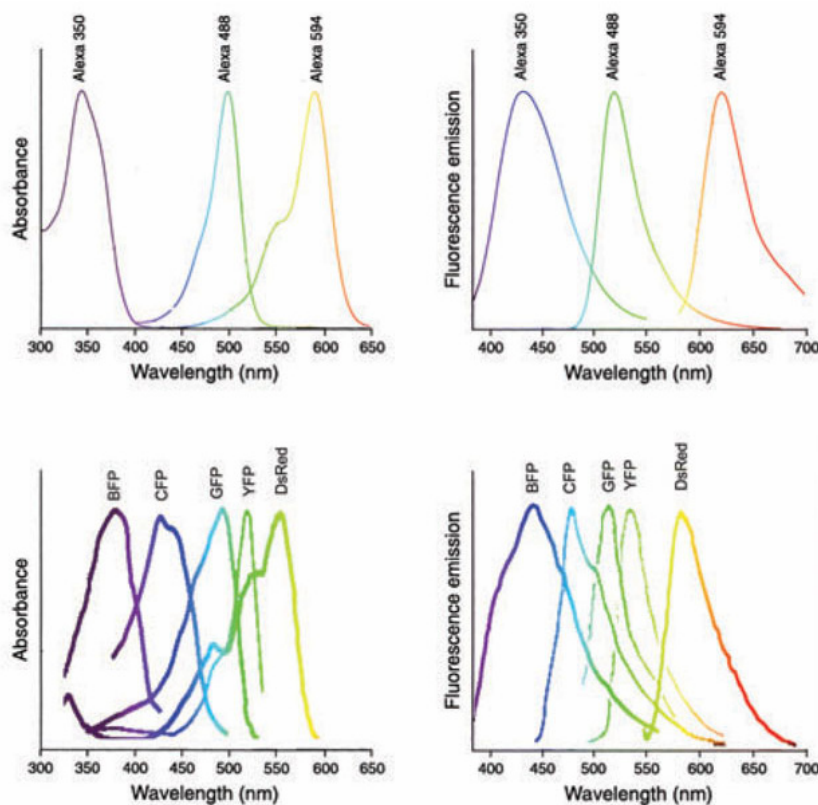 Alexa 350
Alexa 488
Alexa 594
Absorbance
300 350 400 450 500 550 600 650
Wavelength (nm)
Alexa 350
Alexa 488
Alexa 594
Fluorescence emission
400 450 500 550 600 700
Wavelength (nm)
BFP
CFP
GFP
YFP
DsRed
Absorbance
300 350 400 450 500 550 600 650
Wavelength (nm)
BFP
CFP
GFP
YFP
DsRed
Fluorescence emission
400 450 500 550 600 700
Wavelength (nm)